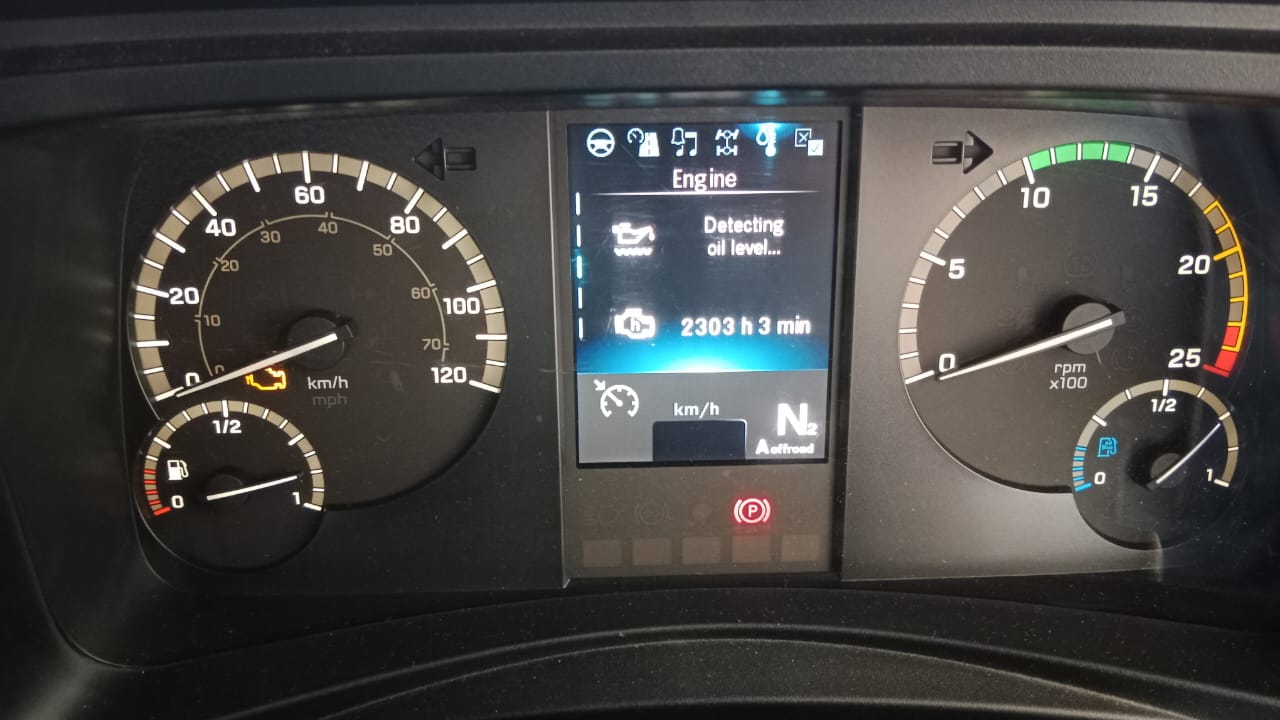 60
40
80
40
30
50
20
20
60
100
10
70
0
0
120
km/h
mph
1/2
0
1
Engine
Detecting
oil level...
h
2303 h 3 min
km/h
N2
A offroad
P
10
15
5
20
0
25
rpm
x100
1/2
0
1